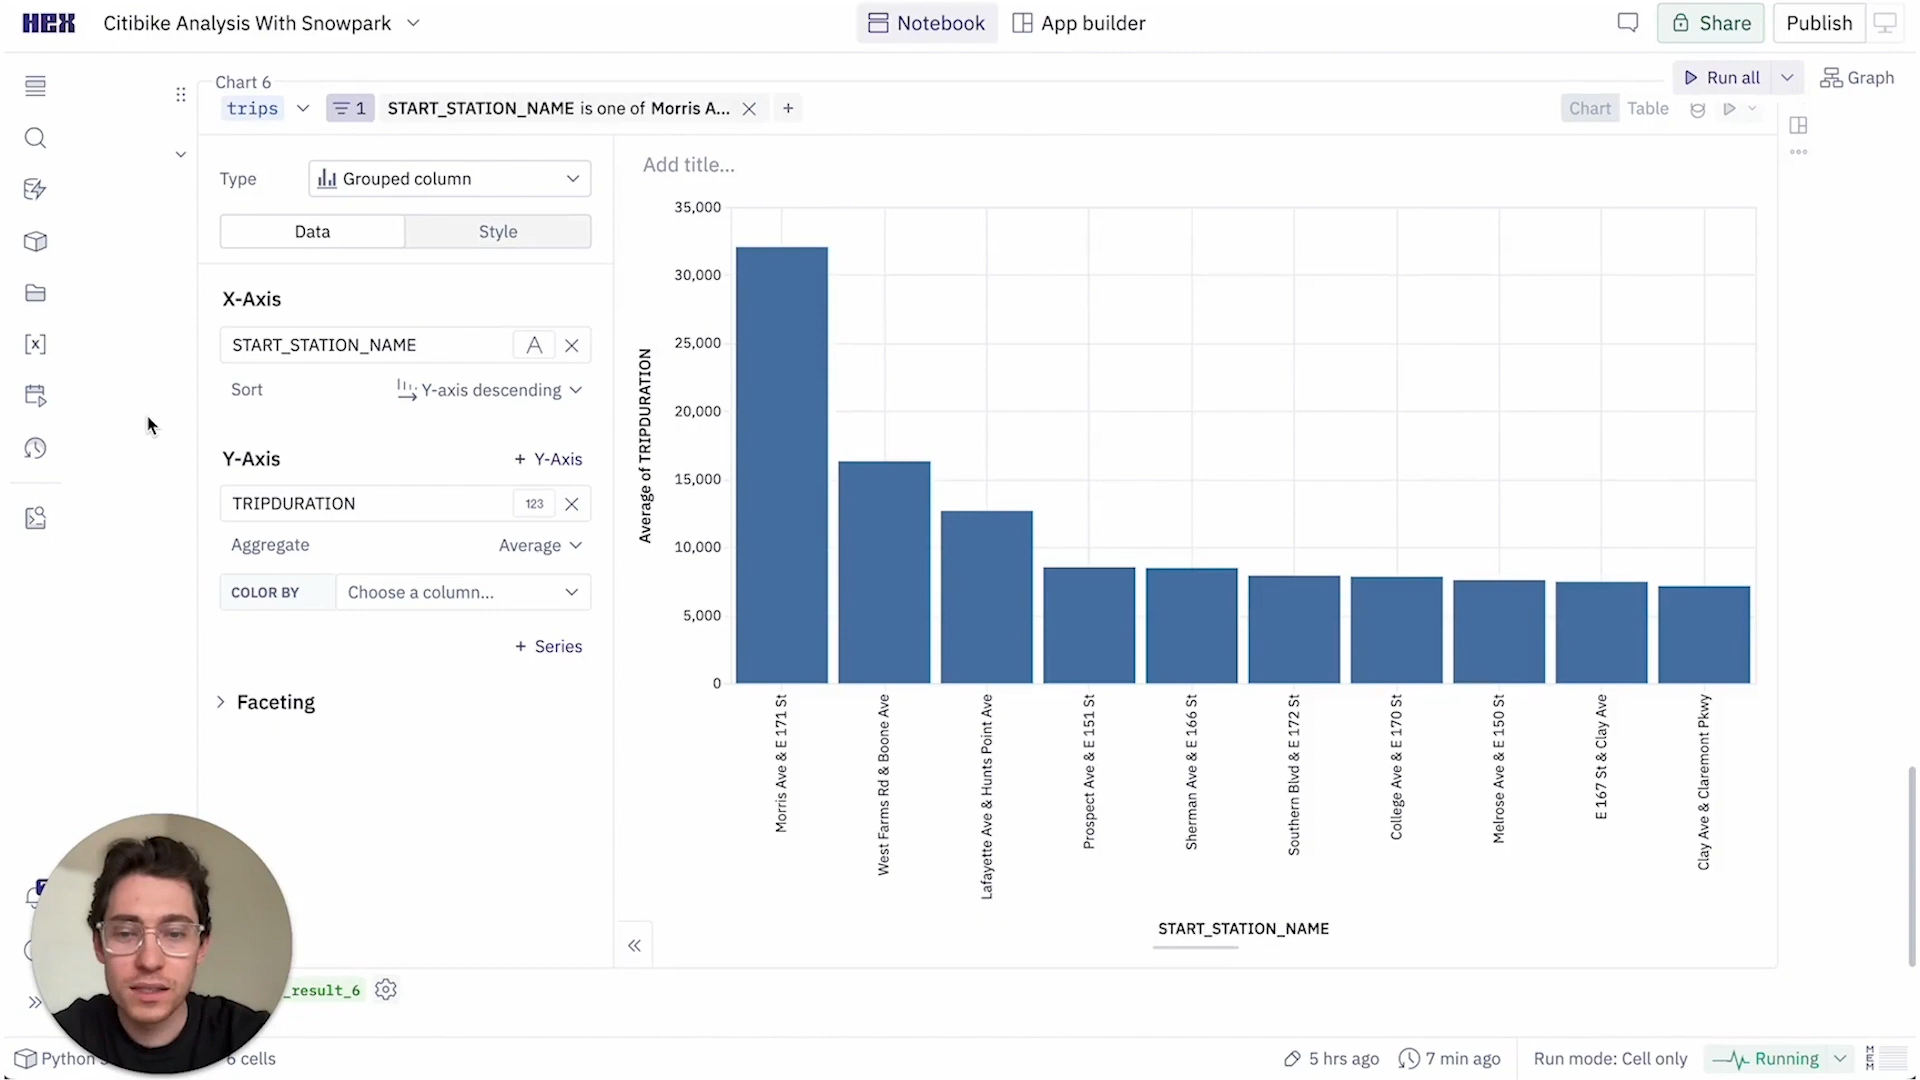 HEX
Citibike Analysis With Snowpark
Notebook
App builder
Share
Publish
Run all
Graph
Chart 6
trips
1
START_STATION_NAME is one of Morris A...
+
Chart
Table
Type
Grouped column
Data
Style
X-Axis
START_STATION_NAME
A
Sort
Y-axis descending
Y-Axis
+ Y-Axis
TRIPDURATION
123
Aggregate
Average
COLOR BY
Choose a column...
+ Series
Faceting
Add title...
Average of TRIPDURATION
35,000
30,000
25,000
20,000
15,000
10,000
5,000
0
Morris Ave & E 171 St
West Farms Rd & Boone Ave
Lafayette Ave & Hunts Point Ave
Prospect Ave & E 151 St
Sherman Ave & E 166 St
Southern Blvd & E 172 St
College Ave & E 170 St
Melrose Ave & E 150 St
E 167 St & Clay Ave
Clay Ave & Claremont Pkwy
START_STATION_NAME
_result_6
Python
cells
5 hrs ago
7 min ago
Run mode: Cell only
Running
MEM